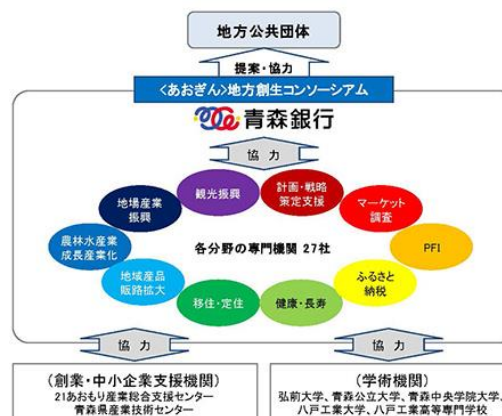 地方公共団体
提案・協力
<あおぎん>地方創生コンソーシアム
青森銀行
協 力
観光振興
計画・戦略
策定支援
地場産業
振興
マーケット
調査
農林水産業
成長産業化
各分野の専門機関 27社
PFI
地域産品
販路拡大
ふるさと
納税
移住・定住
健康・長寿
協 力
協 力
(創業・中小企業支援機関)
21あおもり産業総合支援センター
青森県産業技術センター
(学術機関)
弘前大学、青森公立大学、青森中央学院大学、
八戸工業大学、八戸工業高等専門学校